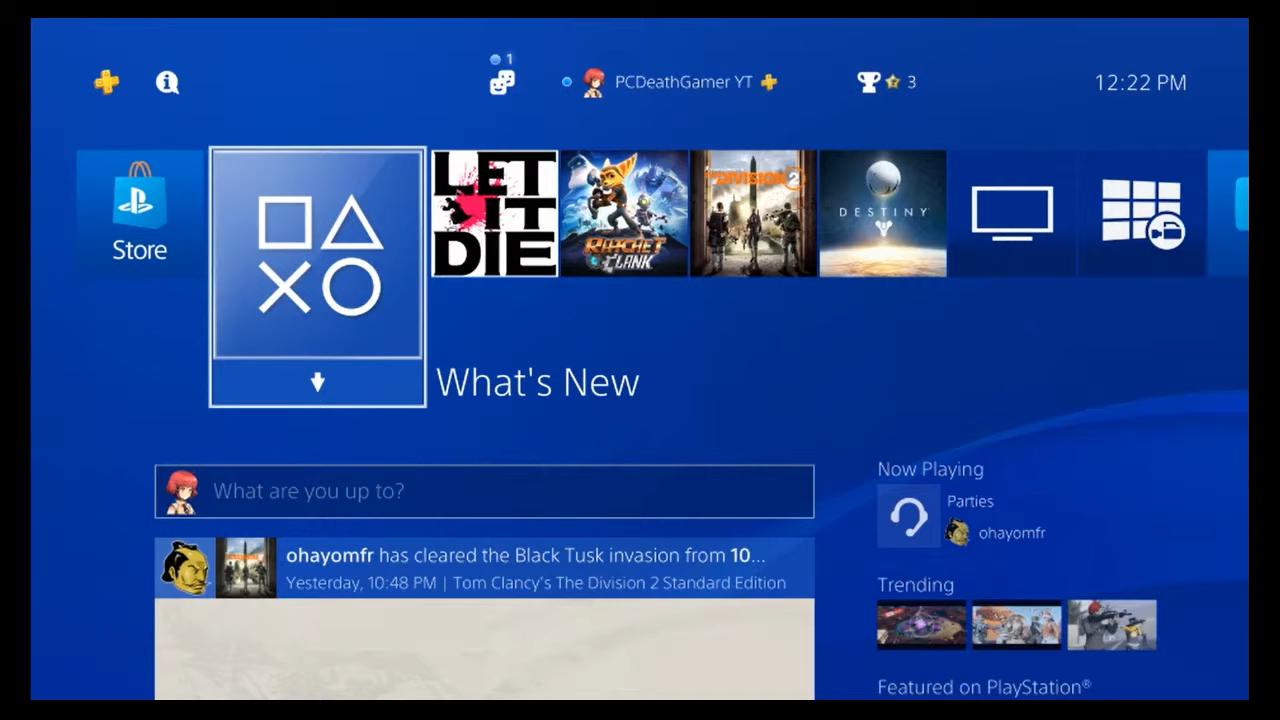 1
PCDeathGamer YT
3
12:22 PM
Store
LET
IT
DIE
RATCHET
CLANK
THE DIVISION 2
DESTINY
What's New
What are you up to?
ohayomfr has cleared the Black Tusk invasion from 10...
Yesterday, 10:48 PM | Tom Clancy's The Division 2 Standard Edition
Now Playing
Parties
ohayomfr
Trending
Featured on PlayStation®